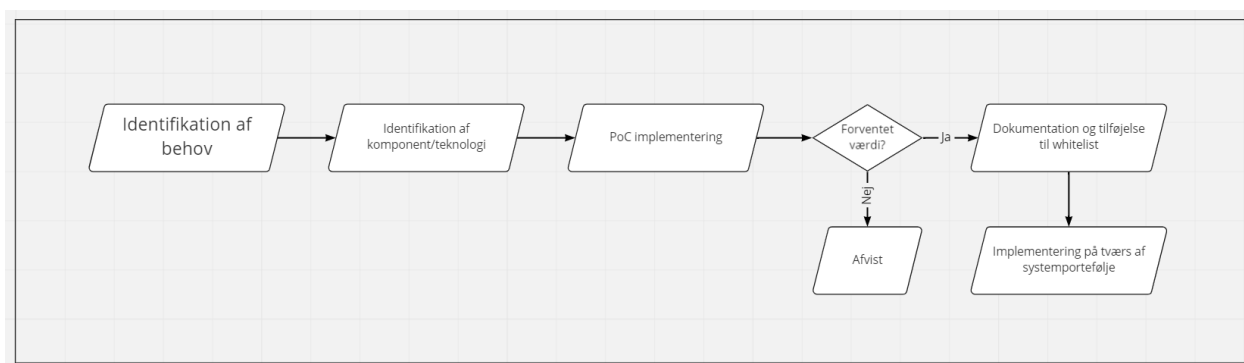 Identifikation af
behov
Identifikation af
komponent/teknologi
PoC implementering
Forventet
værdi?
Ja
Dokumentation og tilføjelse
til whitelist
Nej
Afvist
Implementering på tværs af
systemportefølje